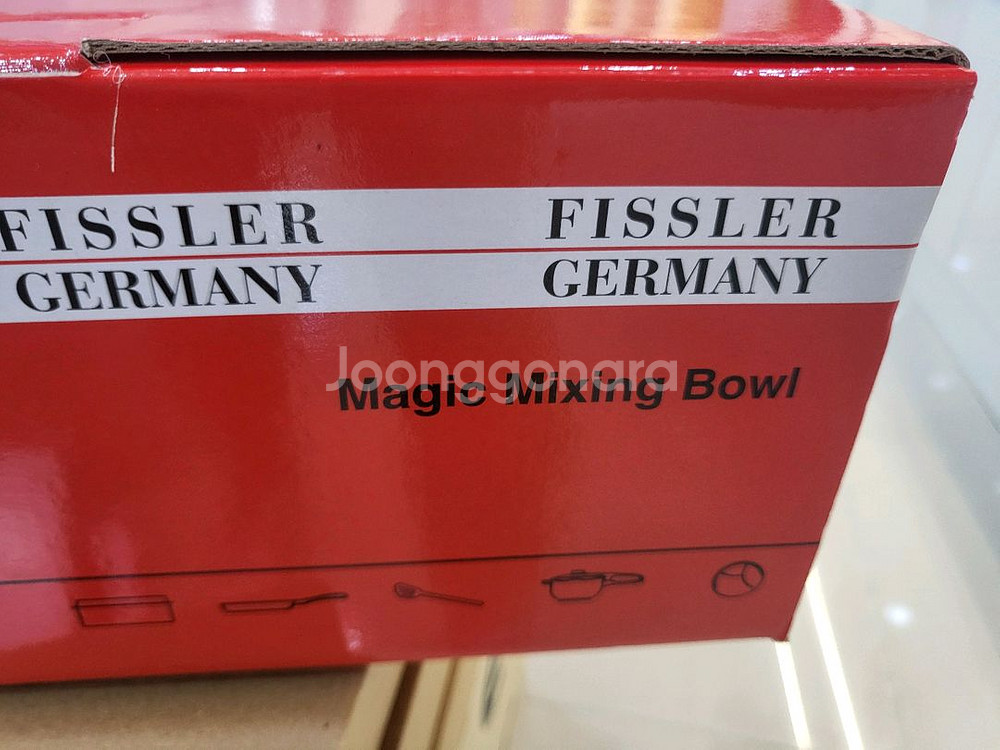 FISSLER FISSLER
GERMANY GERMANY
Joonggonara
Magic Mixing Bowl